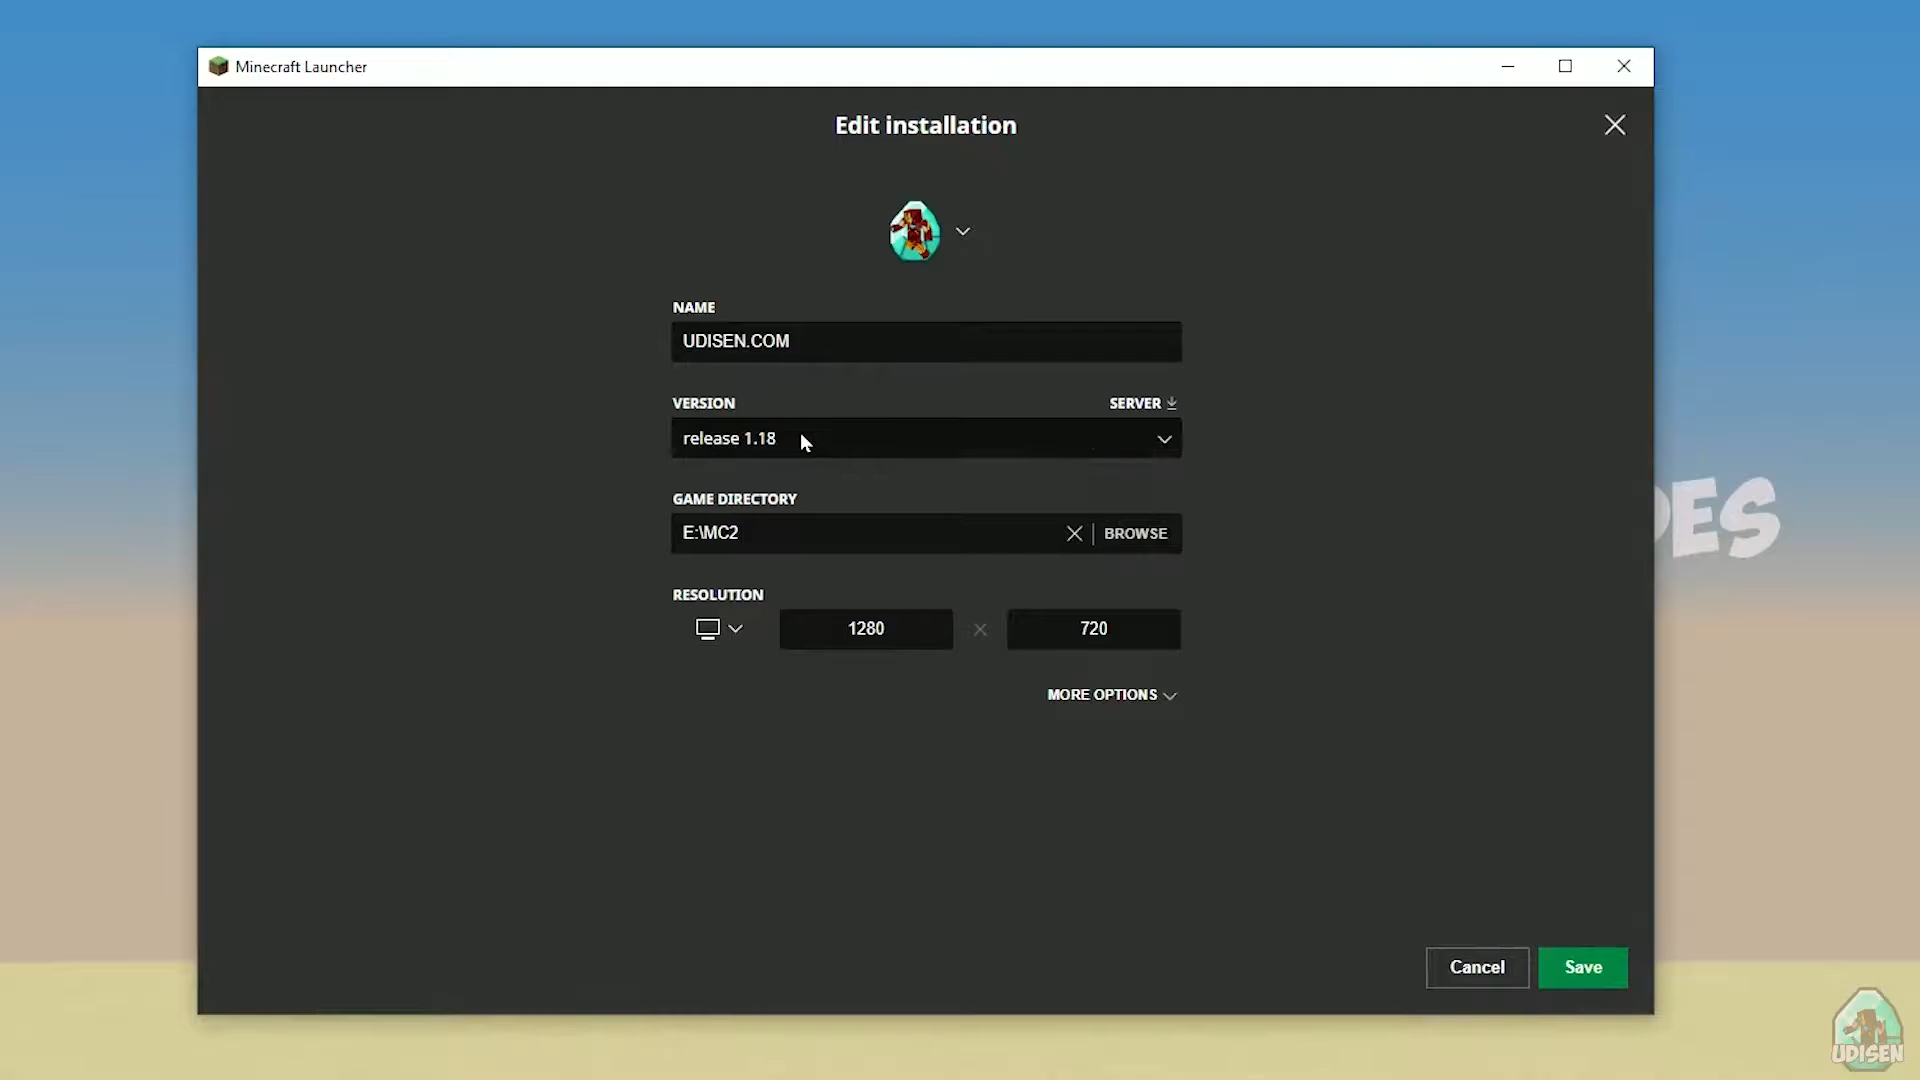 Minecraft Launcher
Edit installation
NAME
UDISEN.COM
VERSION
SERVER
release 1.18
GAME DIRECTORY
E:\MC2
BROWSE
RESOLUTION
1280
720
MORE OPTIONS
Cancel
Save
UDISEN